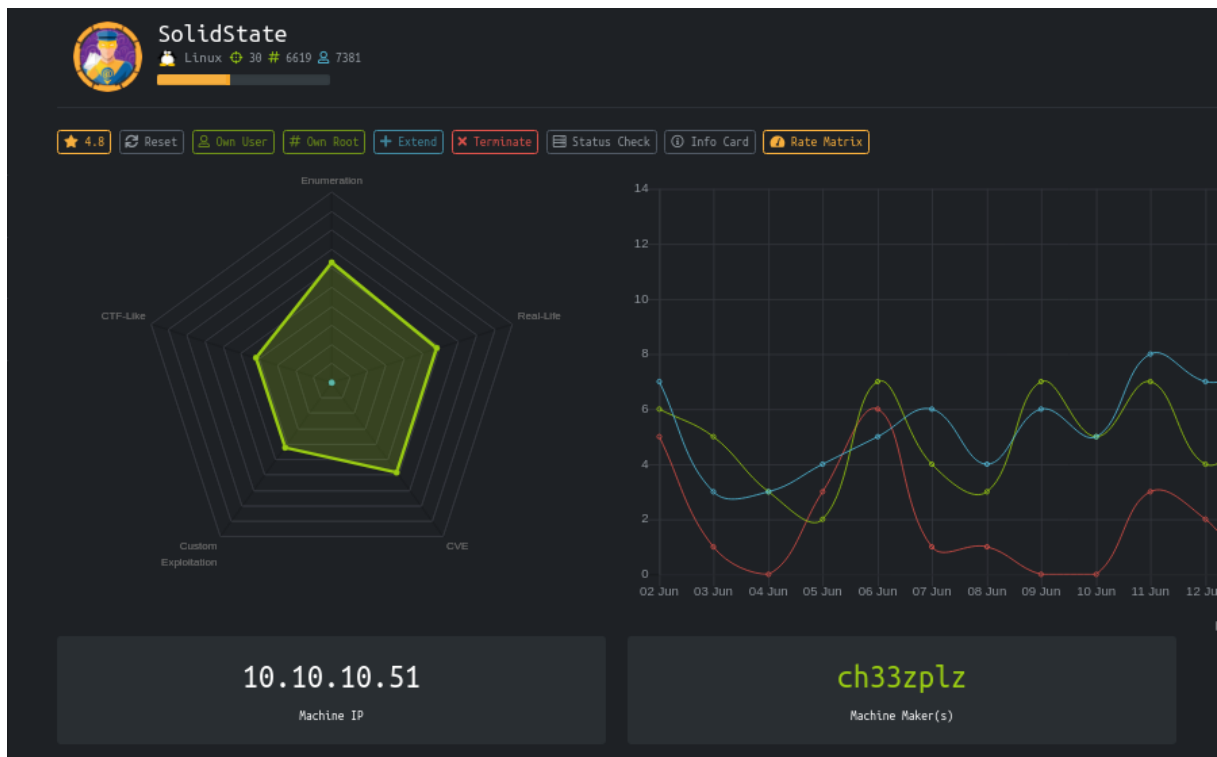 SolidState
Linux 30 # 6619 7381
4.8 Reset Own User # Own Root + Extend × Terminate Status Check Info Card Rate Matrix
Enumeration
CTF-Like
Real-Life
Custom
Exploitation
CVE
14
12
10
8
6
4
2
0
02 Jun 03 Jun 04 Jun 05 Jun 06 Jun 07 Jun 08 Jun 09 Jun 10 Jun 11 Jun 12 Ju
10.10.10.51
Machine IP
ch33zplz
Machine Maker(s)